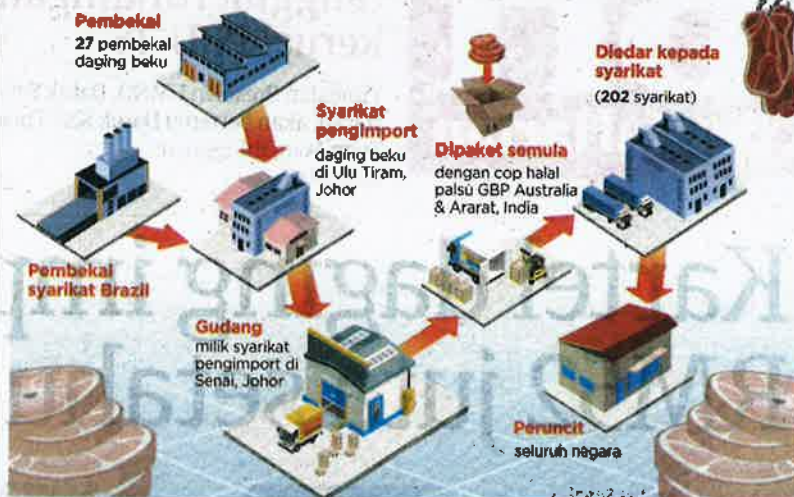 Pembekal
27 pembekal
daging beku
Pembekal
syarikat Brazil
Syarikat
pengimport
daging beku
di Ulu Tiram,
Johor
Gudang
milik syarikat
pengimport di
Senai, Johor
Dipaket semula
dengan cop halal
palsu GBP Australia
& Ararat, India
Diedar kepada
syarikat
(202 syarikat)
Peruncit
seluruh negara